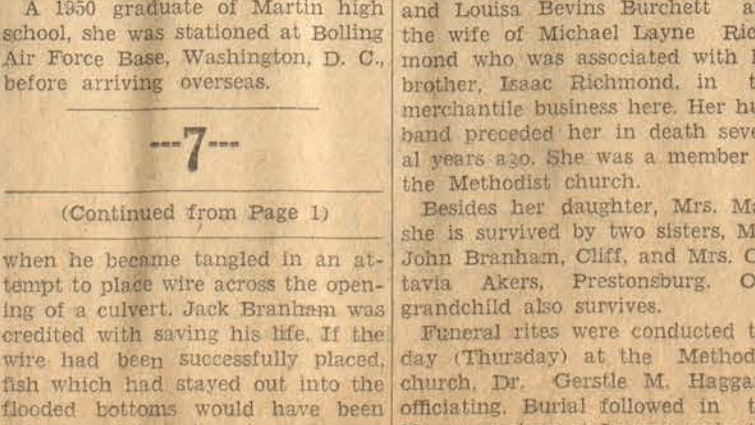 A 1950 graduate of Martin high
school, she was stationed at Bolling
Air Force Base, Washington, D. C.,
before arriving overseas.
---7---
(Continued from Page 1)
when he became tangled in an at-
tempt to place wire across the open-
ing of a culvert. Jack Branham was
credited with saving his life. If the
wire had been successfully placed,
fish which had stayed out into the
flooded bottoms would have been
and Louisa Bevins Burchett a
the wife of Michael Layne Ric
mond who was associated with
brother, Isaac Richmond, in t
merchantile business here. Her hu
band preceded her in death seve
al years ago. She was a member
the Methodist church.
Besides her daughter, Mrs. Ma
she is survived by two sisters, M
John Branham, Cliff, and Mrs. O
tavia Akers, Prestonsburg. O
grandchild also survives.
Funeral rites were conducted t
day (Thursday) at the Method
church, Dr. Gerstle M. Hagga
officiating. Burial followed in t